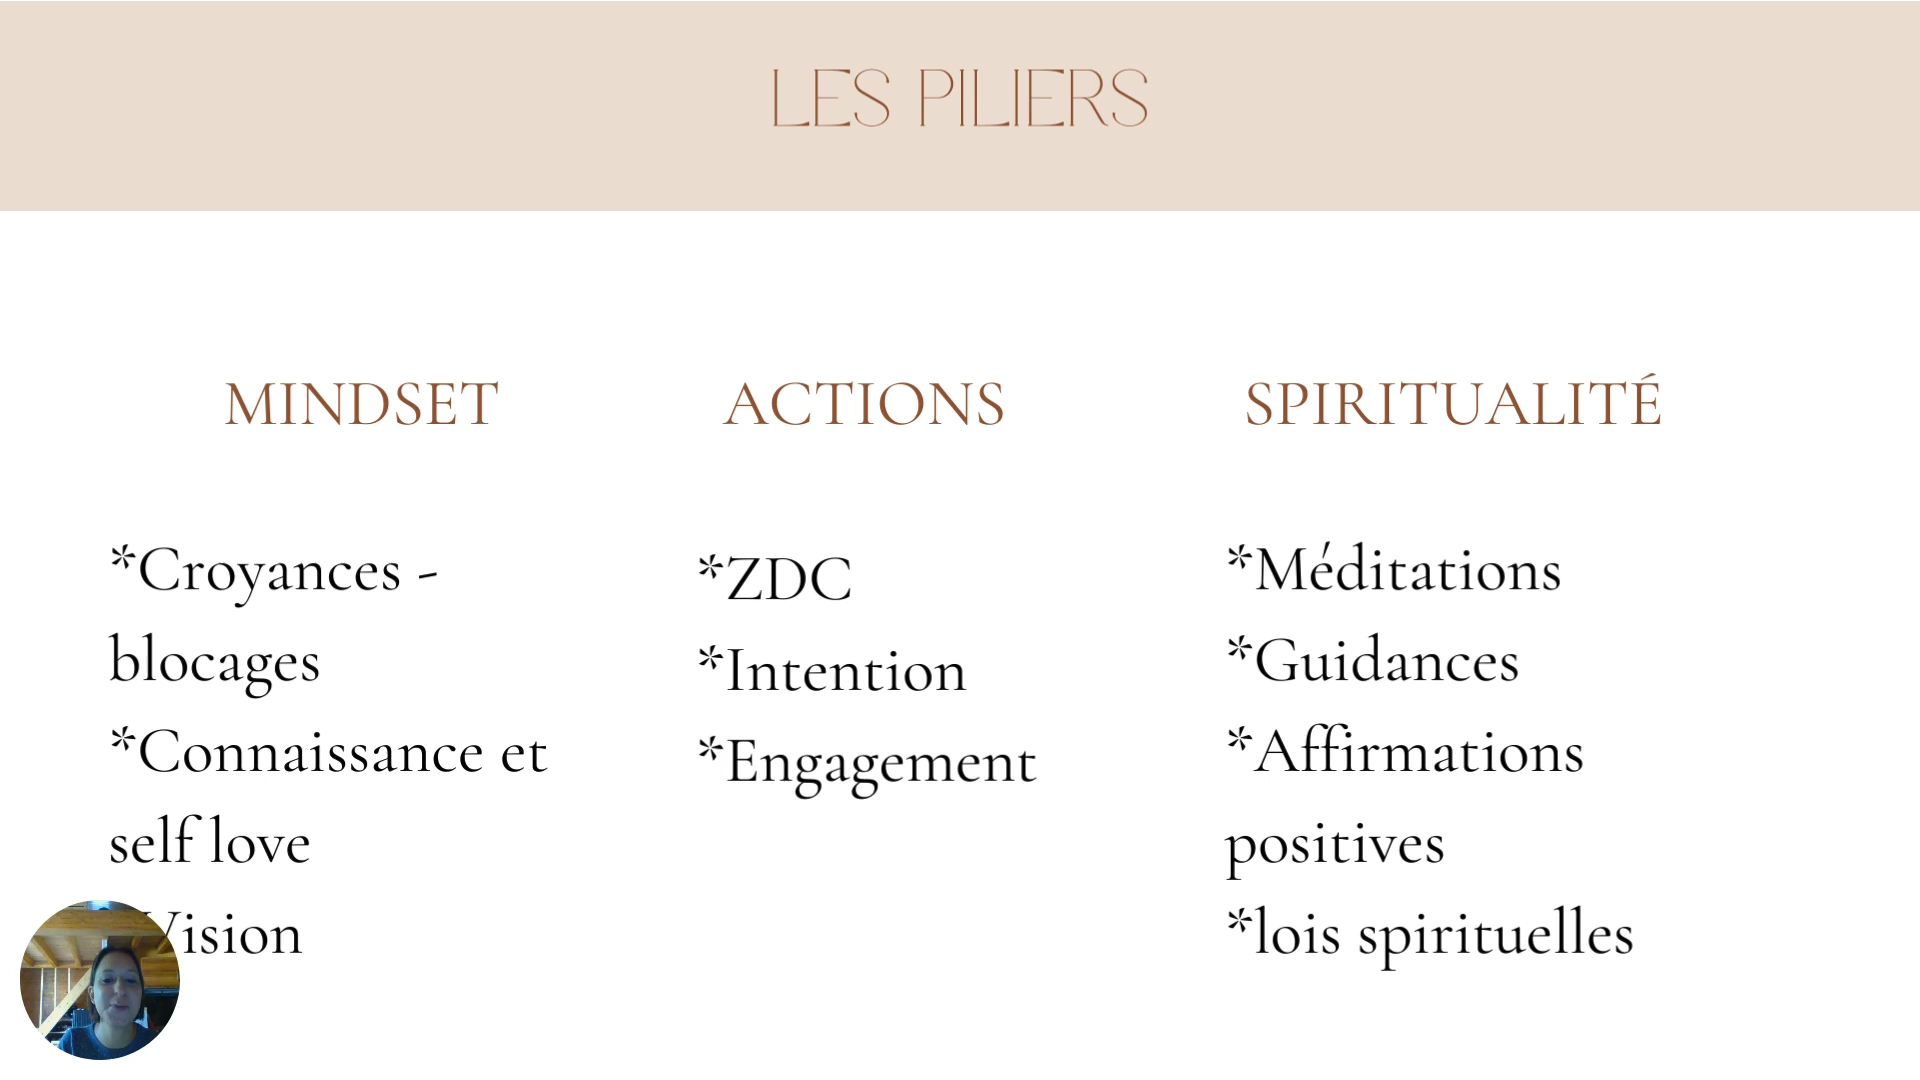 LES PILIERS
MINDSET
*Croyances -
blocages
*Connaissance et
self love
Vision
ACTIONS
*ZDC
*Intention
*Engagement
SPIRITUALITÉ
*Méditations
*Guidances
*Affirmations
positives
*lois spirituelles